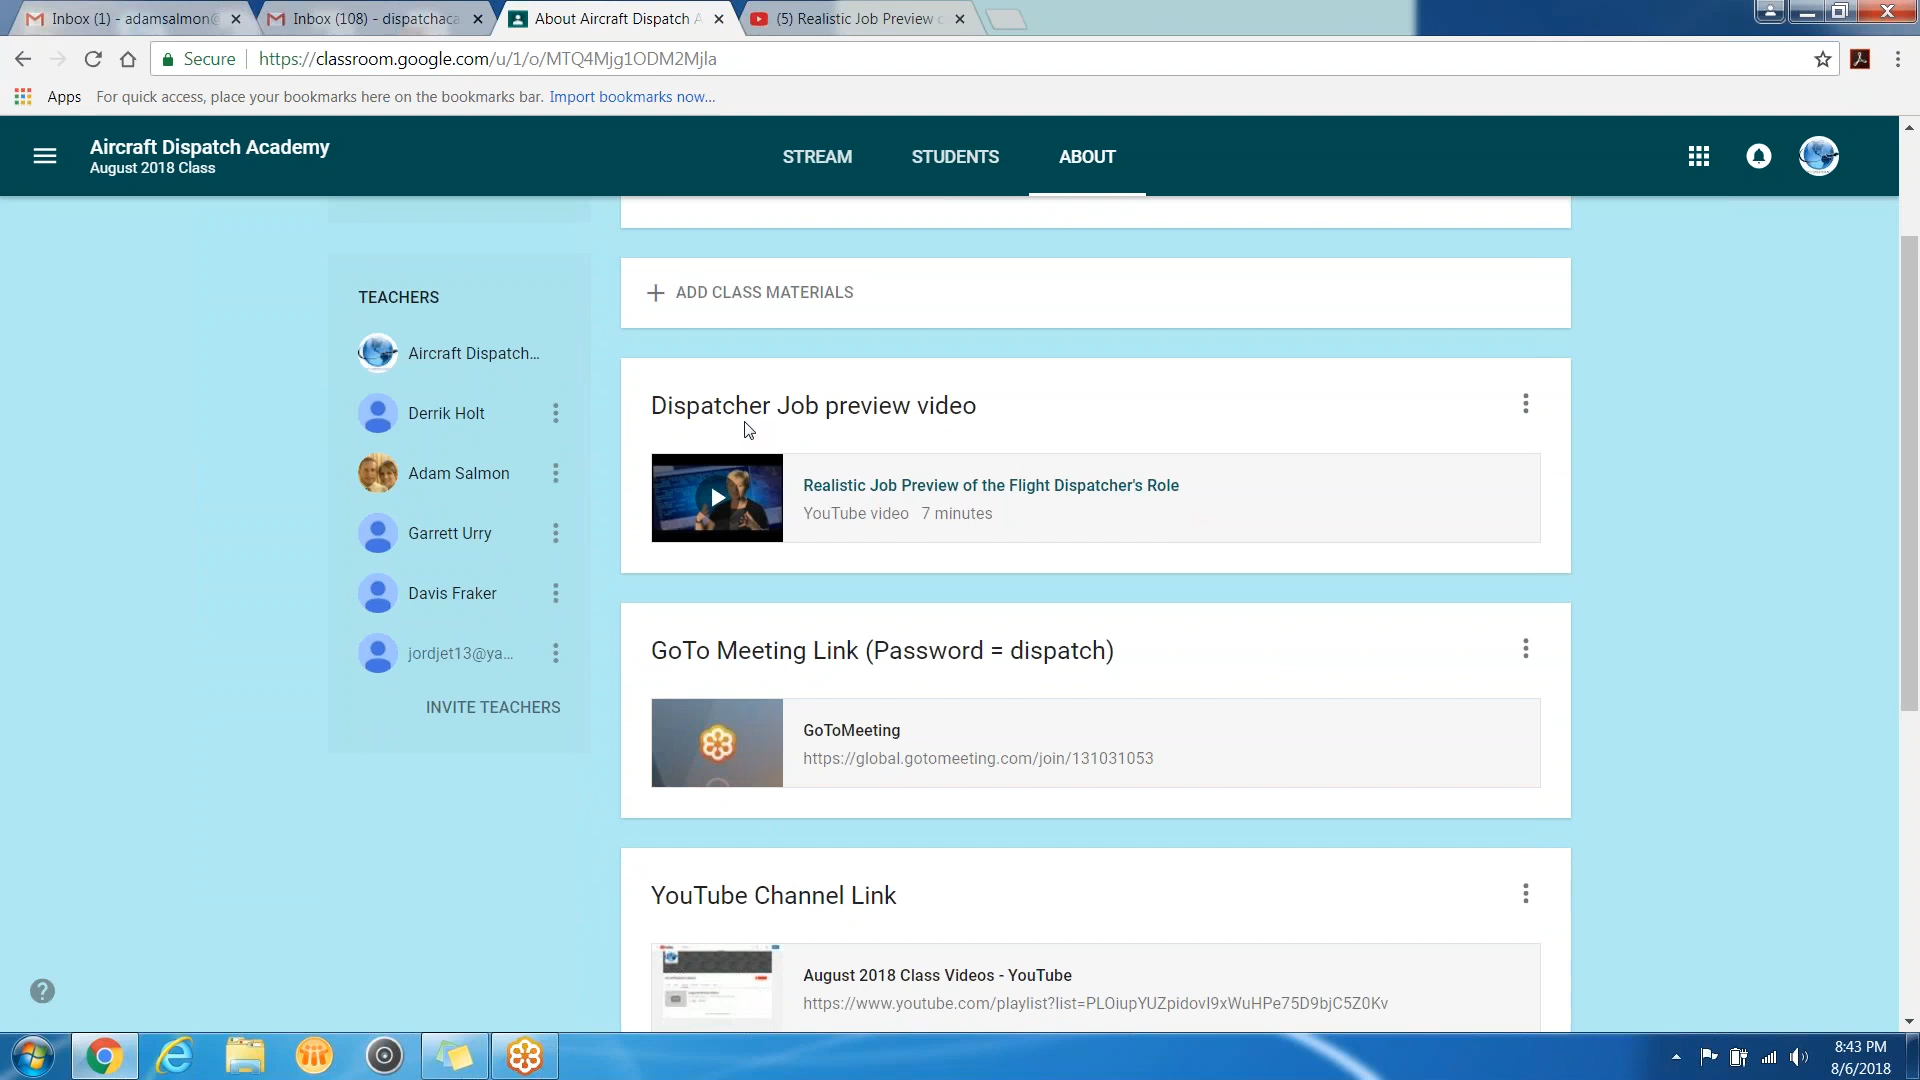 Inbox (1) - adamsalmon@
Inbox (108) - dispatchaca
About Aircraft Dispatch A
(5) Realistic Job Preview
Secure
https://classroom.google.com/u/1/o/MTQ4Mjg1ODM2Mjla
Apps
For quick access, place your bookmarks here on the bookmarks bar. Import bookmarks now...
Aircraft Dispatch Academy
August 2018 Class
STREAM
STUDENTS
ABOUT
TEACHERS
Aircraft Dispatch...
Derrik Holt
Adam Salmon
Garrett Urry
Davis Fraker
jordjet13@ya...
INVITE TEACHERS
ADD CLASS MATERIALS
Dispatcher Job preview video
Realistic Job Preview of the Flight Dispatcher's Role
YouTube video 7 minutes
GoTo Meeting Link (Password = dispatch)
GoToMeeting
https://global.gotomeeting.com/join/131031053
YouTube Channel Link
August 2018 Class Videos - YouTube
https://www.youtube.com/playlist?list=PLOiupYUZpidovI9xWuHPe75D9bjC5Z0Kv
8:43 PM
8/6/2018